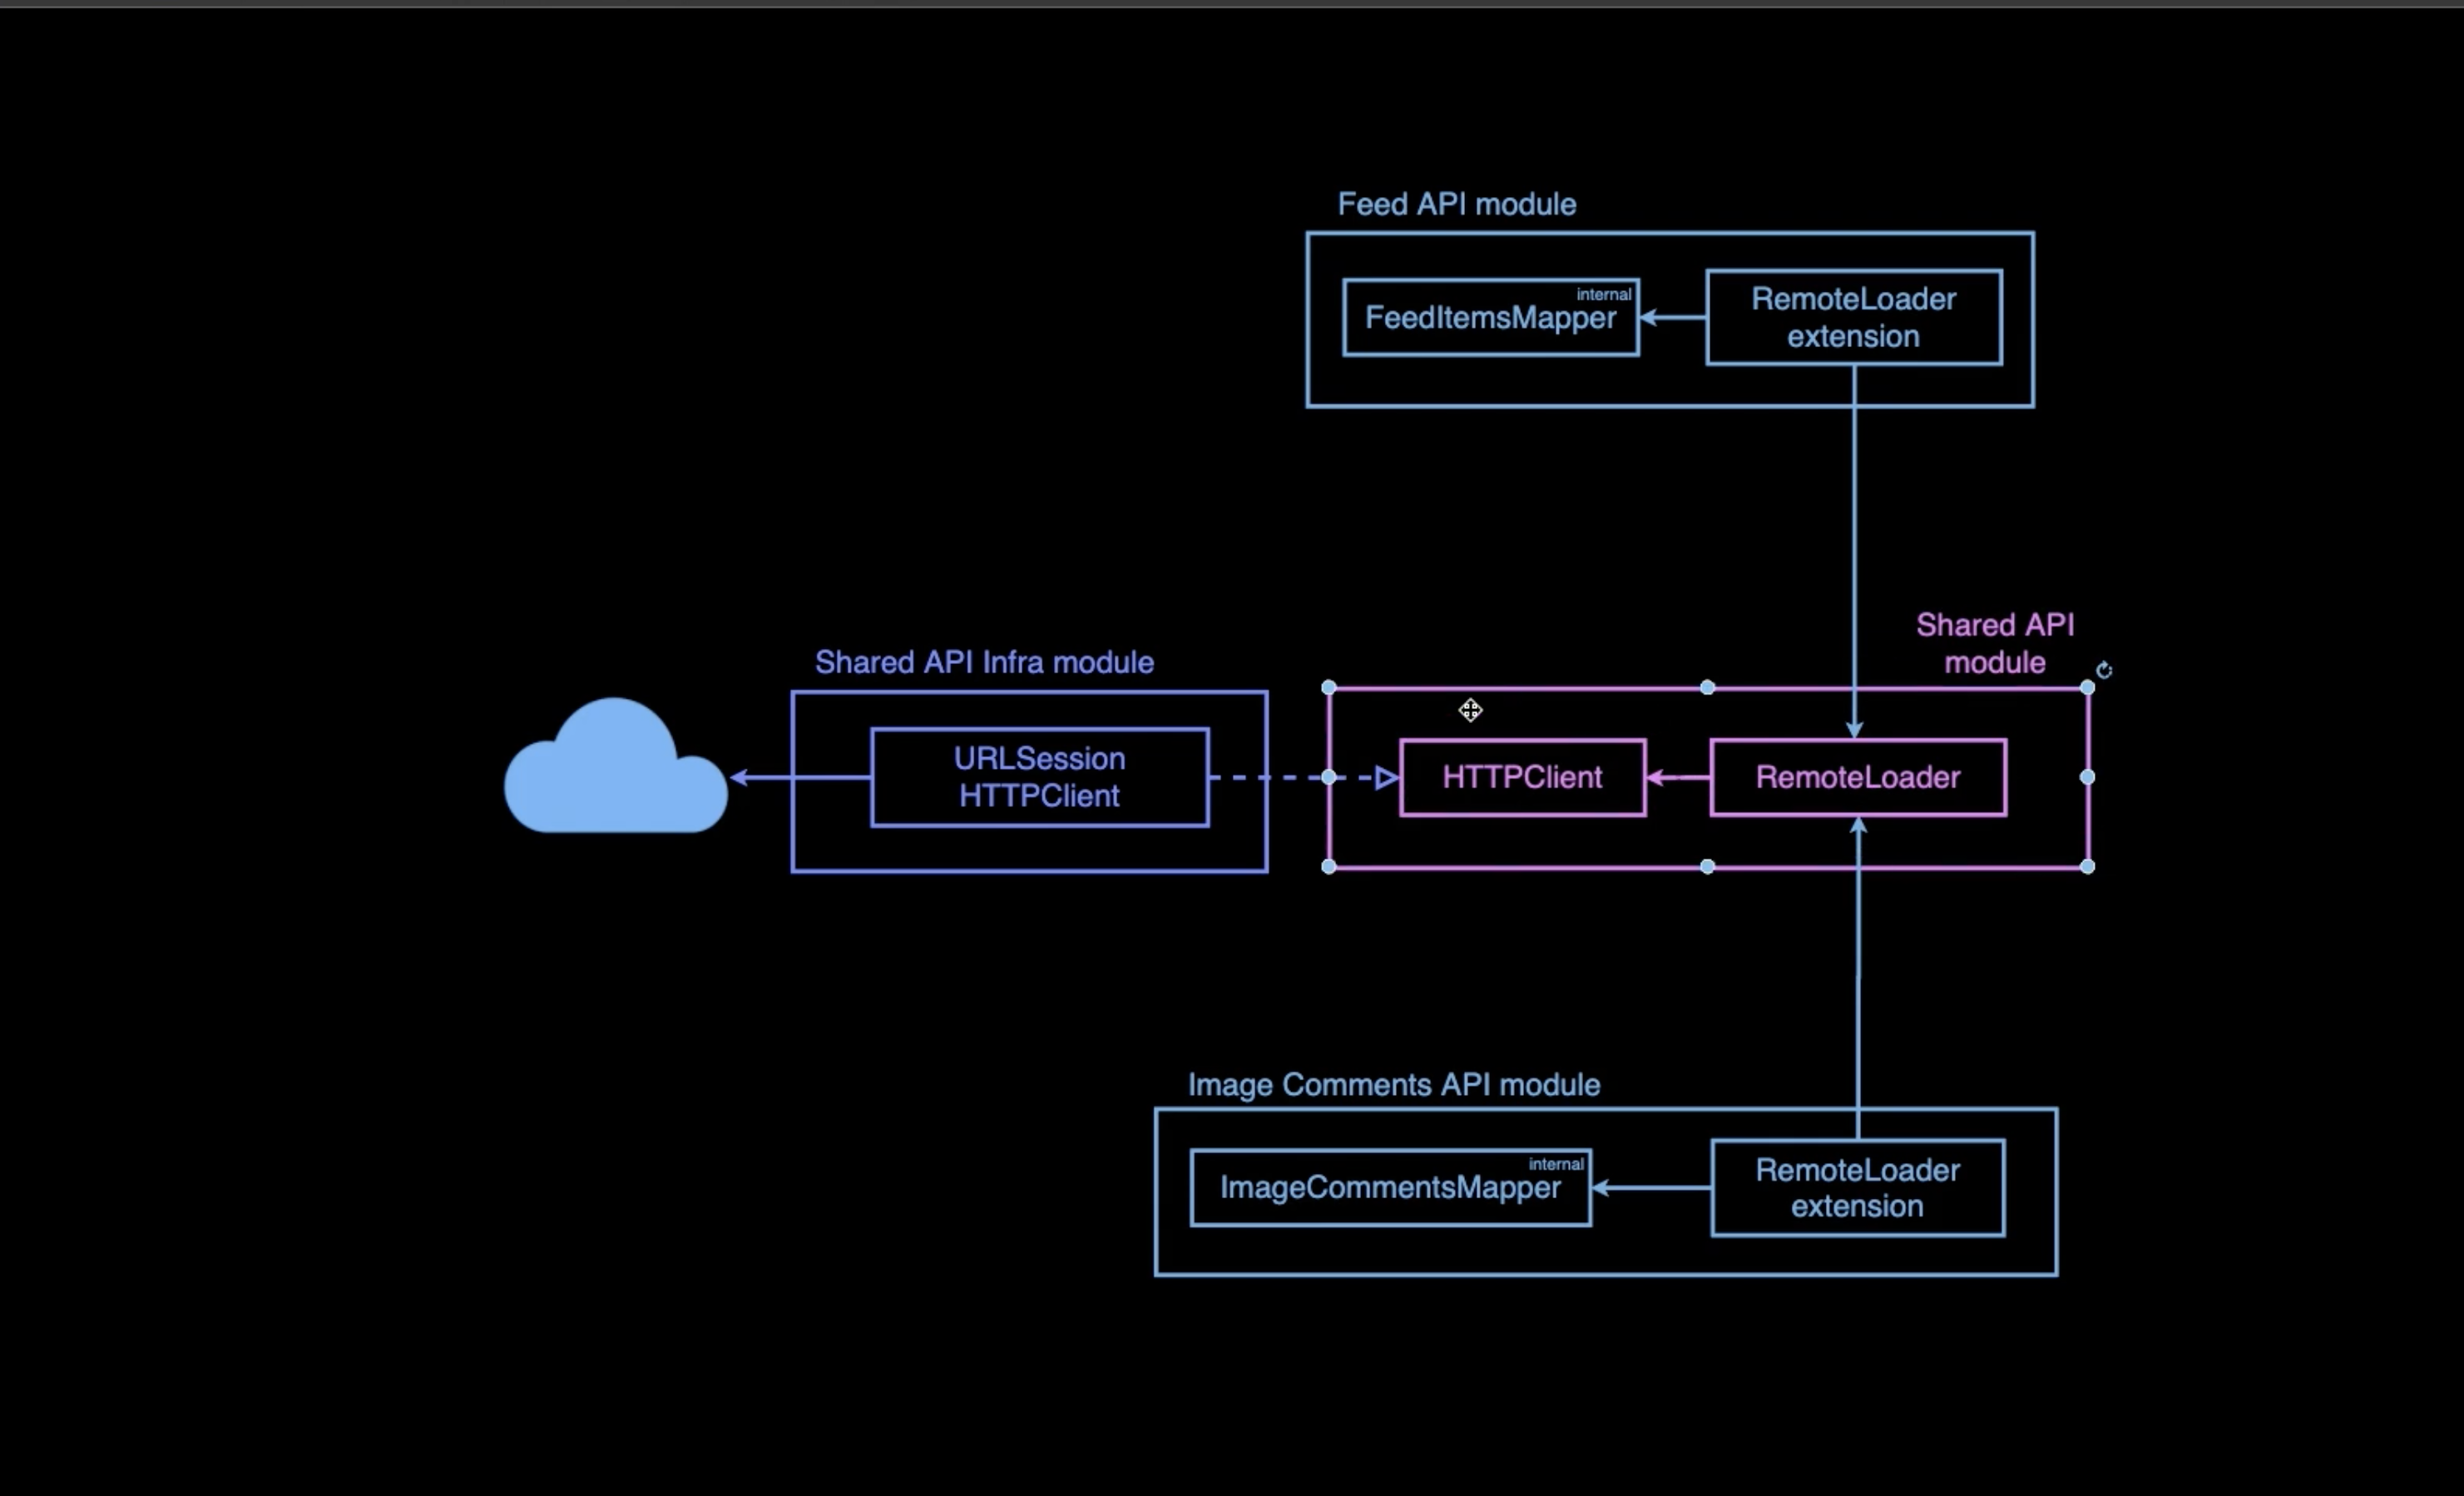 Feed API module
internal
FeedItemsMapper
RemoteLoader
extension
Shared API
module
Shared API Infra module
URLSession
HTTPClient
HTTPClient
RemoteLoader
Image Comments API module
internal
ImageCommentsMapper
RemoteLoader
extension